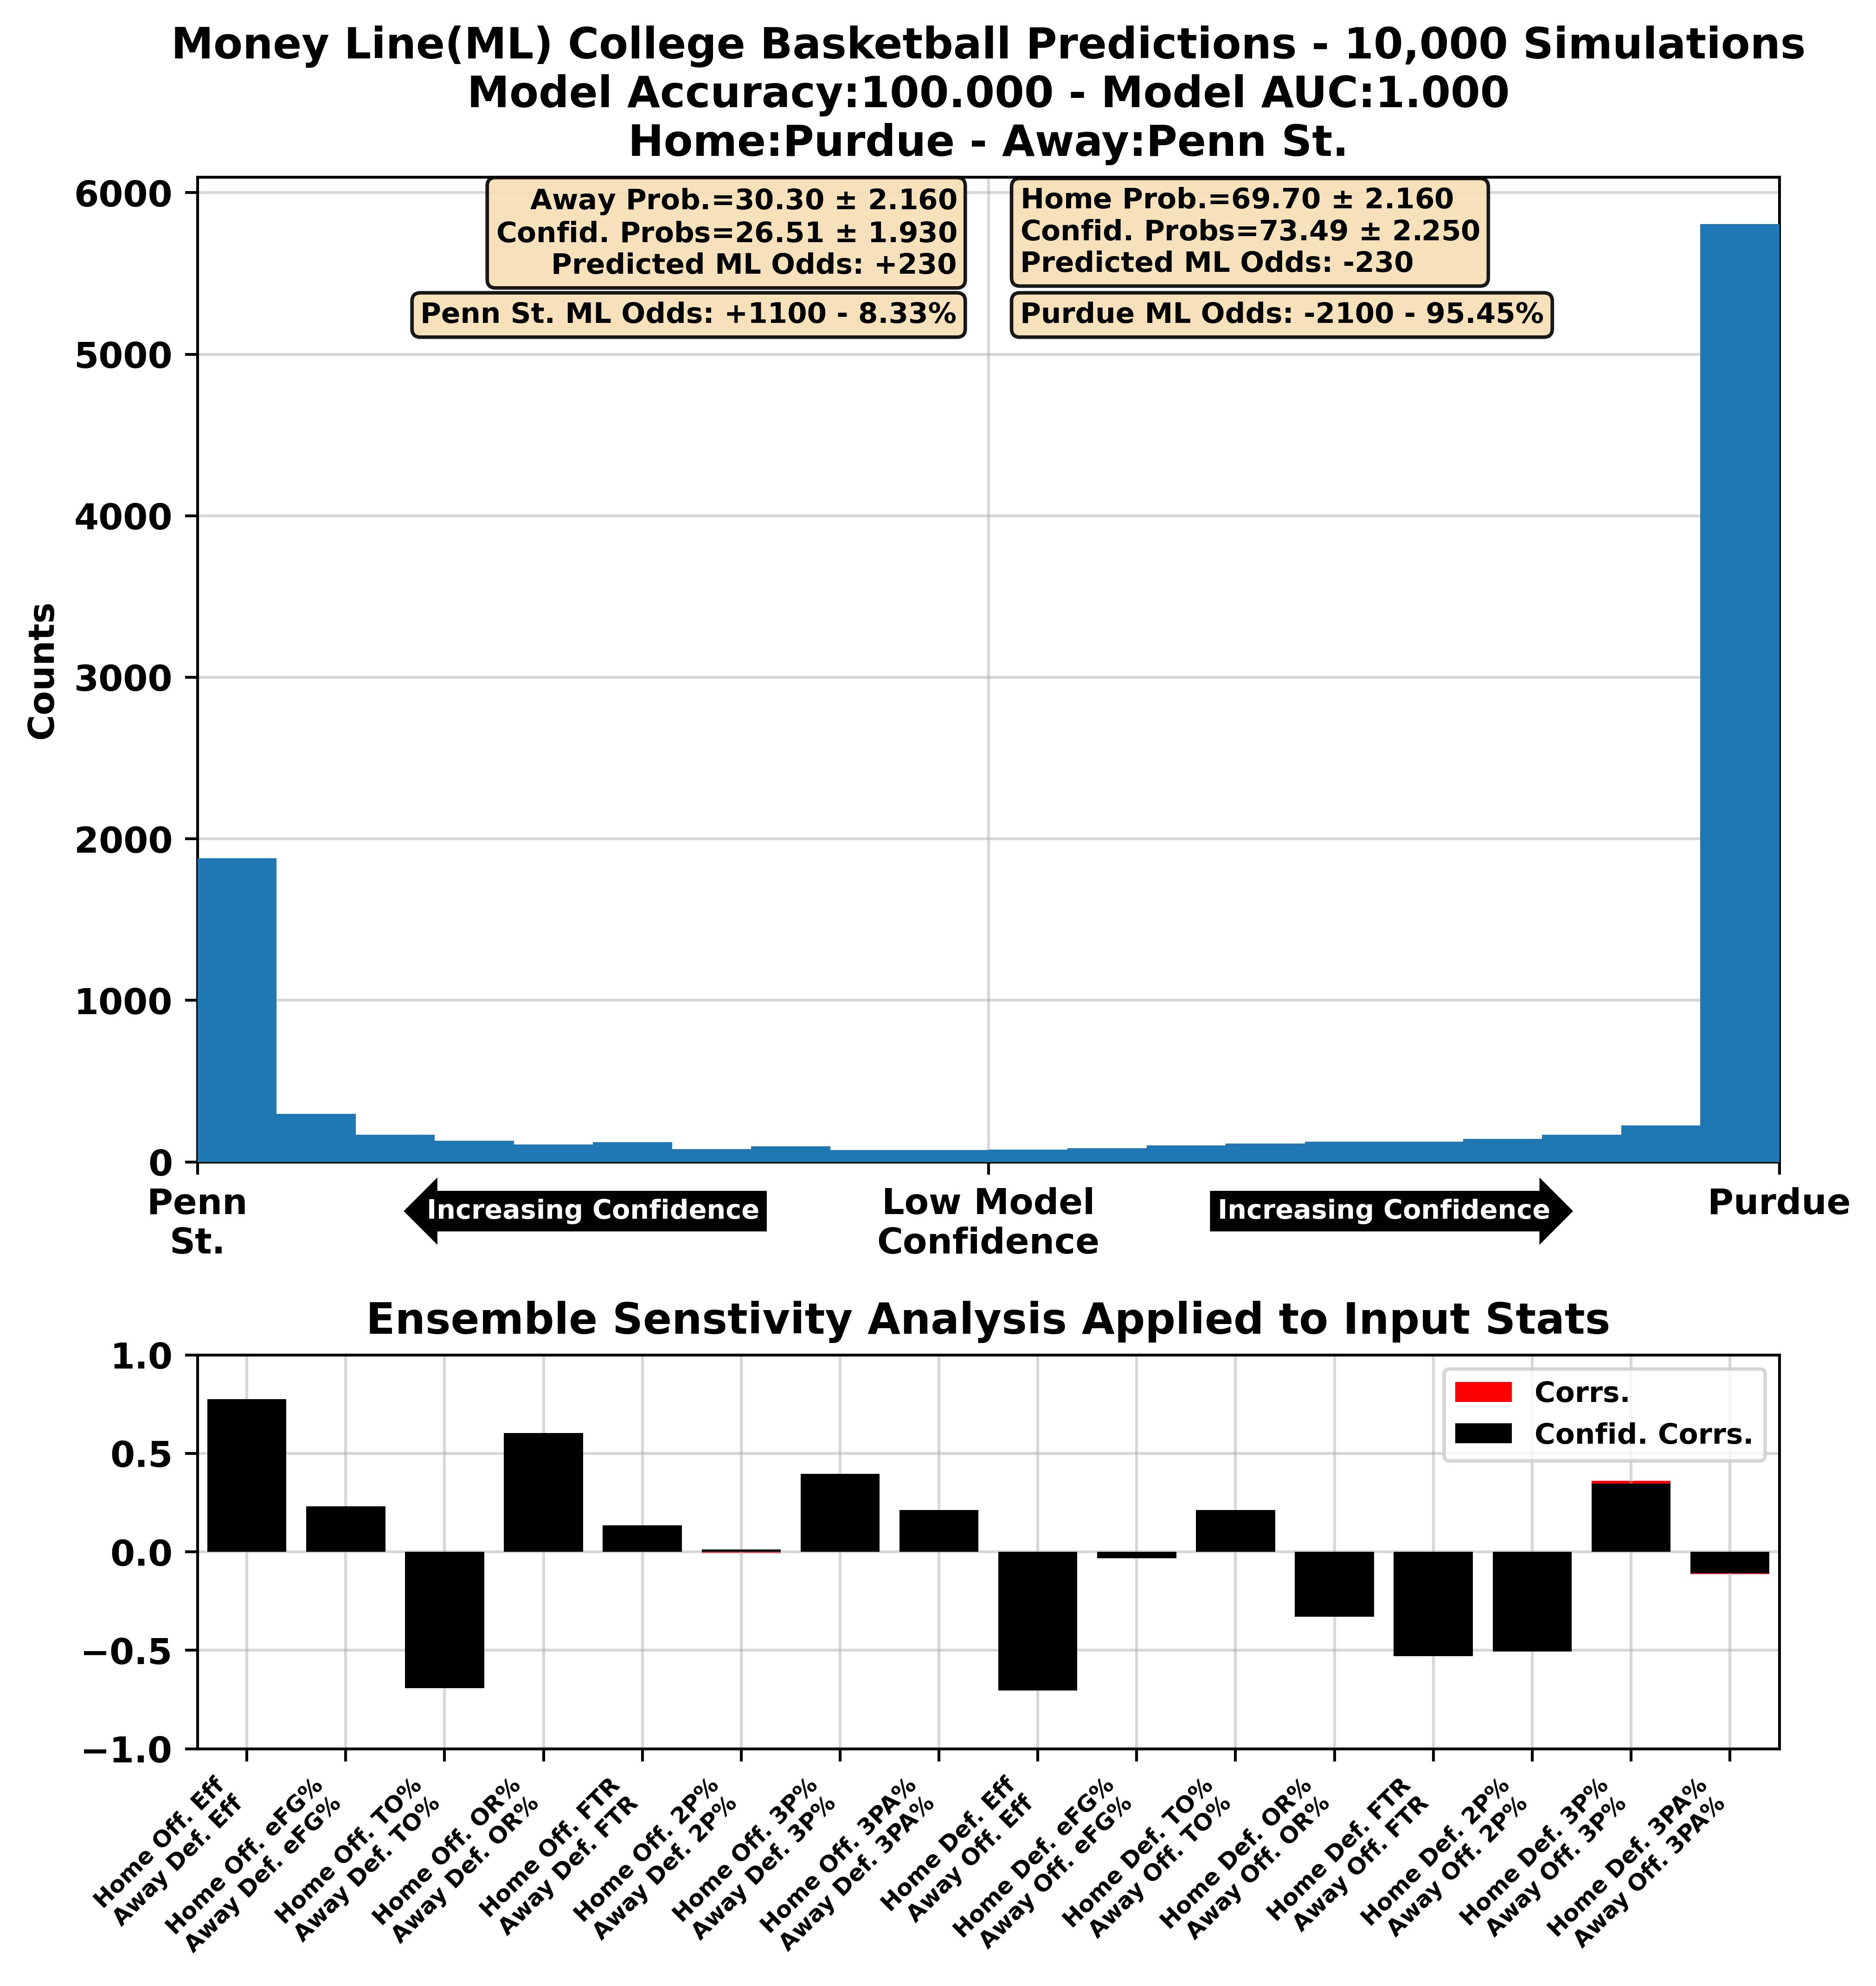 Money Line(ML) College Basketball Predictions - 10,000 Simulations
Model Accuracy:100.000 - Model AUC:1.000
Home:Purdue - Away:Penn St.
Away Prob.=30.30 ± 2.160
Confid. Probs=26.51 ± 1.930
Predicted ML Odds: +230
Penn St. ML Odds: +1100 - 8.33%
Home Prob.=69.70 ± 2.160
Confid. Probs=73.49 ± 2.250
Predicted ML Odds: -230
Purdue ML Odds: -2100 - 95.45%
Counts
6000
5000
4000
3000
2000
1000
0
Penn
St.
Increasing Confidence
Low Model
Confidence
Increasing Confidence
Purdue
Ensemble Senstivity Analysis Applied to Input Stats
1.0
0.5
0.0
−0.5
−1.0
Corrs.
Confid. Corrs.
Home Off. Eff
Away Def. Eff
Home Off. eFG%
Away Def. eFG%
Home Off. TO%
Away Def. TO%
Home Off. OR%
Away Def. OR%
Home Off. FTR
Away Def. FTR
Home Off. 2P%
Away Def. 2P%
Home Off. 3P%
Away Def. 3P%
Home Off. 3PA%
Away Def. 3PA%
Home Def. Eff
Away Off. Eff
Home Def. eFG%
Away Off. eFG%
Home Def. TO%
Away Off. TO%
Home Def. OR%
Away Off. OR%
Home Def. FTR
Away Off. FTR
Home Def. 2P%
Away Off. 2P%
Home Def. 3P%
Away Off. 3P%
Home Def. 3PA%
Away Off. 3PA%